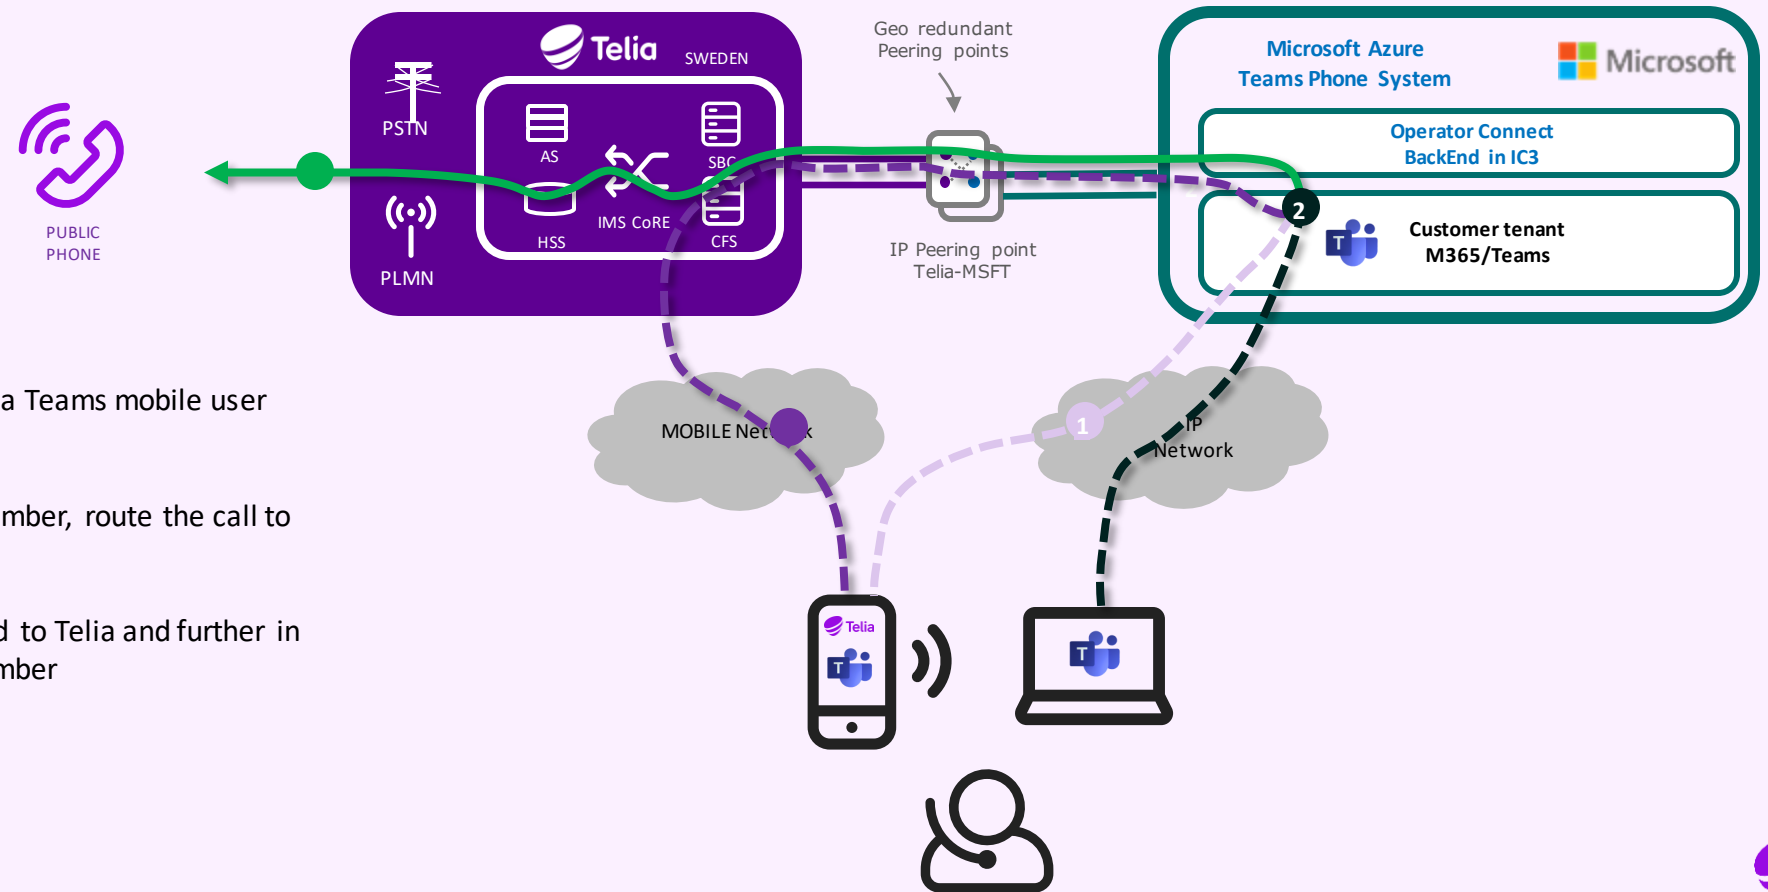 Telia
SWEDEN
PSTN
AS
SBC
IMS CoRE
HSS
CFS
PLMN
PUBLIC
PHONE
Geo redundant
Peering points
IP Peering point
Telia-MSFT
Microsoft Azure
Teams Phone System
Microsoft
Operator Connect
BackEnd in IC3
2
T
Customer tenant
M365/Teams
a Teams mobile user
mber, route the call to
d to Telia and further in
mber
MOBILE Net k
1
IP
Network
Telia
T
T